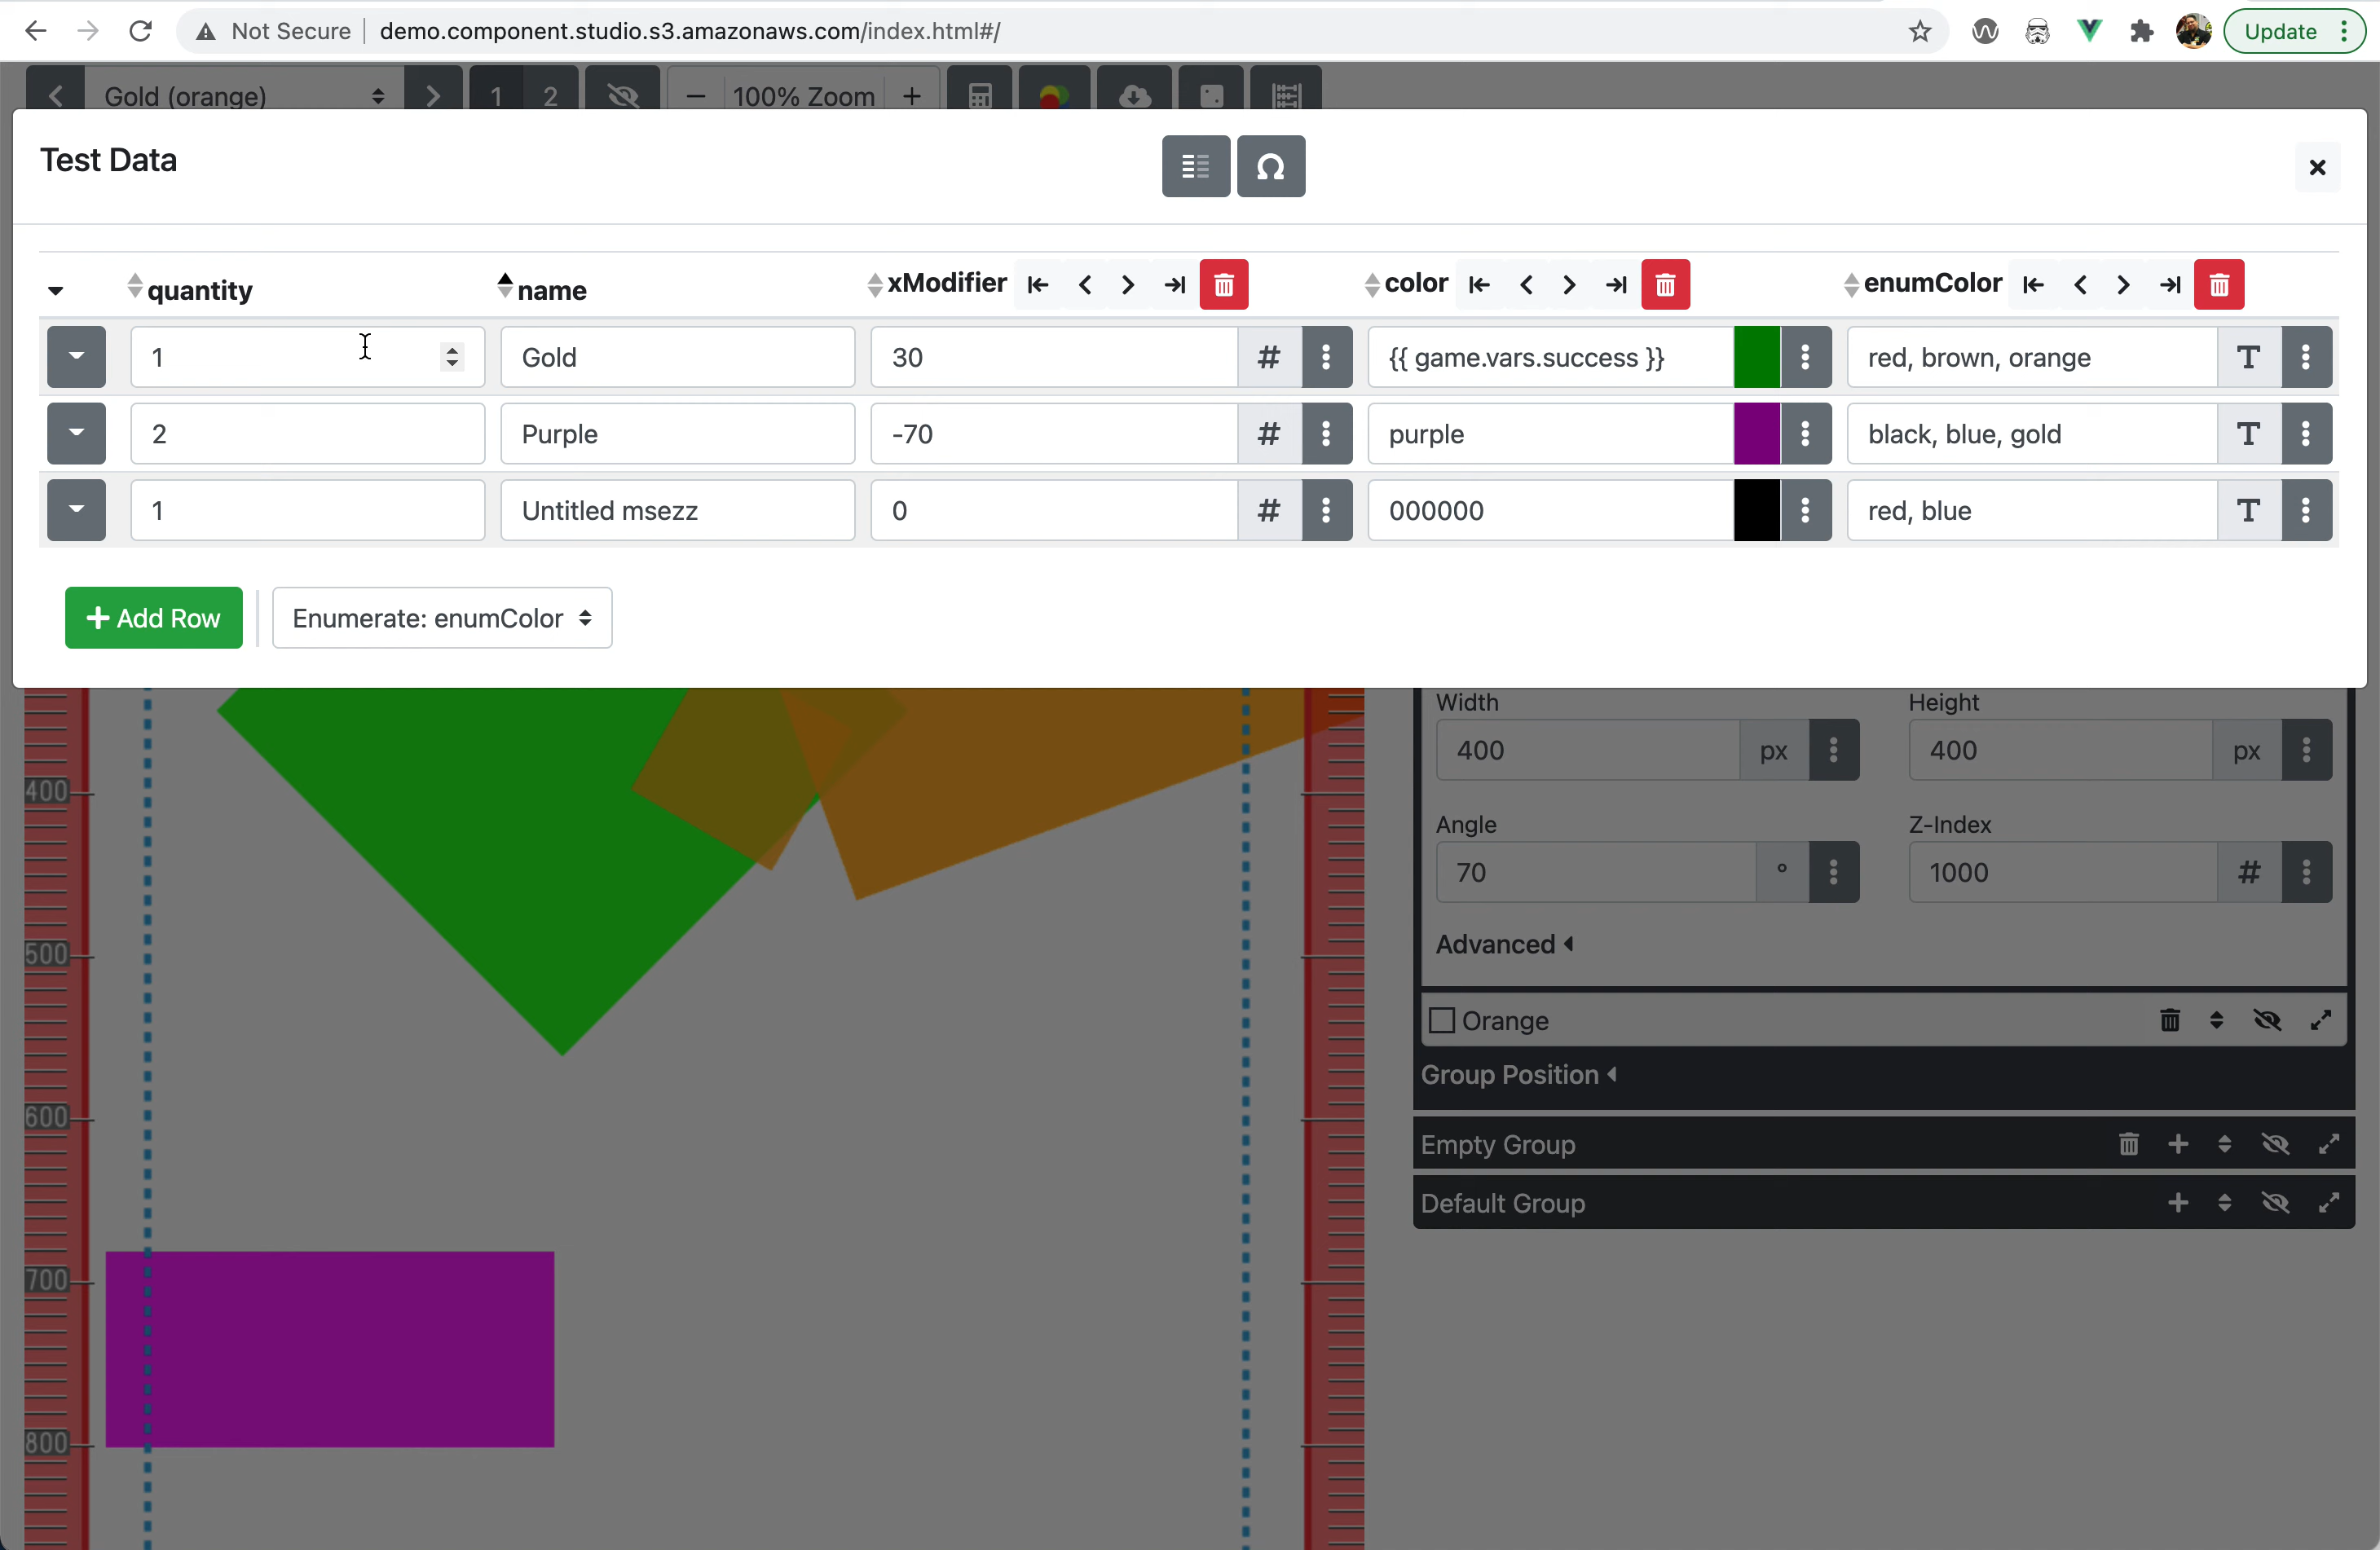 Not Secure demo.component.studio.s3.amazonaws.com/index.html#/ Update
Gold (orange) 1 2 100% Zoom
Test Data
quantity name xModifier color enumColor
1 Gold 30 # {{ game.vars.success }} red, brown, orange T
2 Purple -70 # purple black, blue, gold T
1 Untitled msezz 0 # 000000 red, blue T
+ Add Row Enumerate: enumColor
Width Height
400 px 400 px
400
Angle Z-Index
70 ° 1000 #
Advanced
500
Orange
Group Position
600
Empty Group
Default Group
700
800